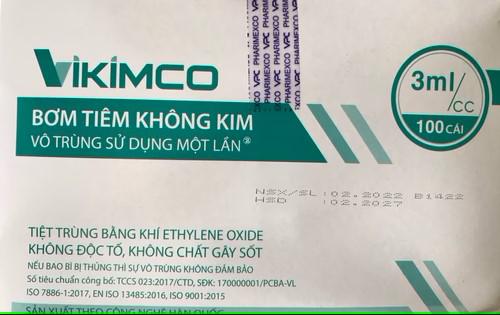 VPC PHARIMEXCO VPC PHARIMEXCO
ViKIMCO
3ml/CC
100 CÁI
BƠM TIÊM KHÔNG KIM
VÔ TRÙNG SỬ DỤNG MỘT LẦN
NSX/SL :02.2022 B1422
HSD :02.2027
TIỆT TRÙNG BẰNG KHÍ ETHYLENE OXIDE
KHÔNG ĐỘC TỐ, KHÔNG CHẤT GÂY SỐT
NẾU BAO BÌ BỊ THỦNG THÌ SỰ VÔ TRÙNG KHÔNG ĐẢM BẢO
Số tiêu chuẩn công bố: TCCS 023:2017/CTD, SĐK: 170000001/PCBA-VL
ISO 7886-1:2017, EN ISO 13485:2016, ISO 9001:2015
SẢN XUẤT THEO CÔNG NGHỆ HÀN QUỐC